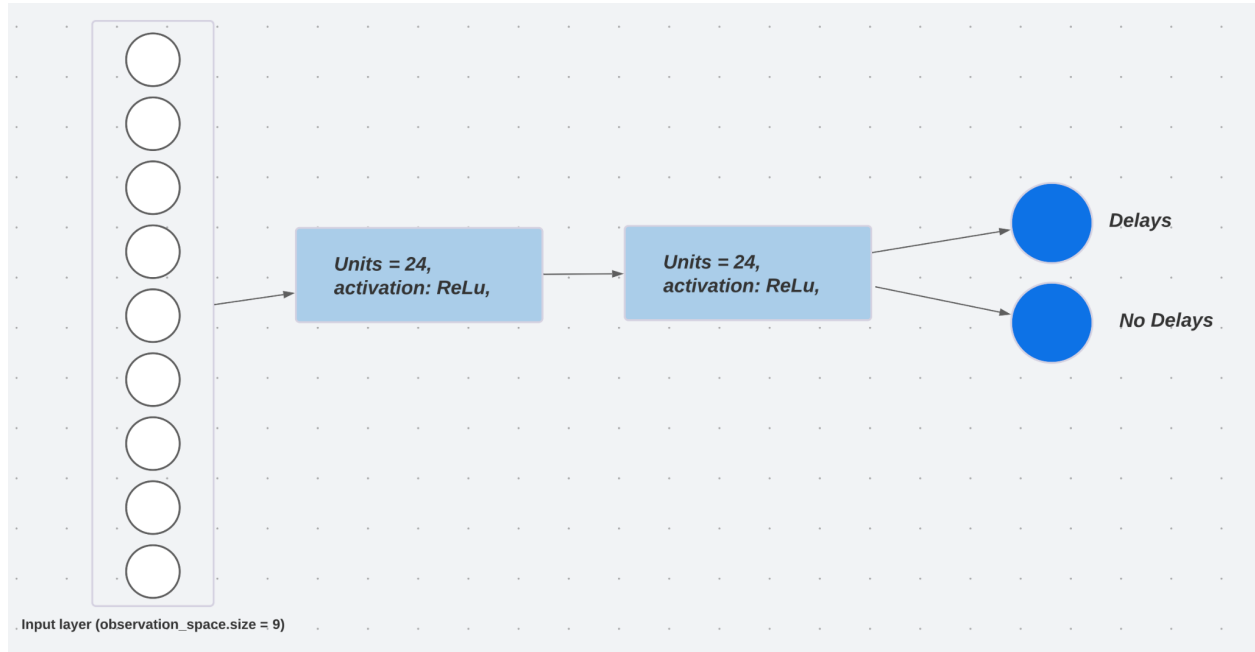 Units = 24,
activation: ReLu,
Units = 24,
activation: ReLu,
Delays
No Delays
Input layer (observation_space.size = 9)